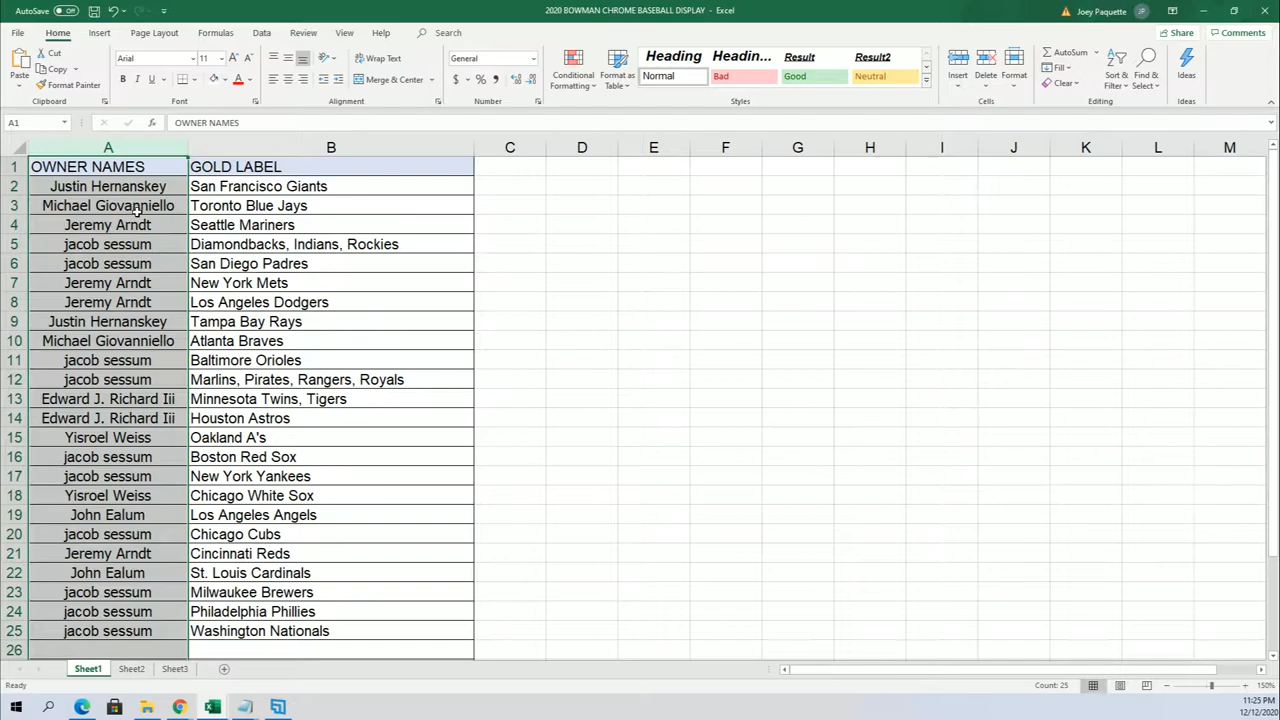 AutoSave Off 2020 BOWMAN CHROME BASEBALL DISPLAY - Excel Joey Paquette JP
File Home Insert Page Layout Formulas Data Review View Help Search Share Comments
Paste Cut Copy Format Painter Clipboard
Arial 11 B I U Font
Wrap Text Merge & Center Alignment
General $ % Number
Conditional Formatting Format as Table
Heading Headin... Result Result2
Normal Bad Good Neutral Styles
Insert Delete Format Cells
AutoSum Fill Clear Sort & Filter Find & Select Editing
Ideas Ideas
A1 fx OWNER NAMES
A B C D E F G H I J K L M
1 OWNER NAMES GOLD LABEL
2 Justin Hernanskey San Francisco Giants
3 Michael Giovanniello Toronto Blue Jays
4 Jeremy Arndt Seattle Mariners
5 jacob sessum Diamondbacks, Indians, Rockies
6 jacob sessum San Diego Padres
7 Jeremy Arndt New York Mets
8 Jeremy Arndt Los Angeles Dodgers
9 Justin Hernanskey Tampa Bay Rays
10 Michael Giovanniello Atlanta Braves
11 jacob sessum Baltimore Orioles
12 jacob sessum Marlins, Pirates, Rangers, Royals
13 Edward J. Richard Iii Minnesota Twins, Tigers
14 Edward J. Richard Iii Houston Astros
15 Yisroel Weiss Oakland A's
16 jacob sessum Boston Red Sox
17 jacob sessum New York Yankees
18 Yisroel Weiss Chicago White Sox
19 John Ealum Los Angeles Angels
20 jacob sessum Chicago Cubs
21 Jeremy Arndt Cincinnati Reds
22 John Ealum St. Louis Cardinals
23 jacob sessum Milwaukee Brewers
24 jacob sessum Philadelphia Phillies
25 jacob sessum Washington Nationals
26
Sheet1 Sheet2 Sheet3
Ready Count: 25 150%
11:25 PM
12/12/2020